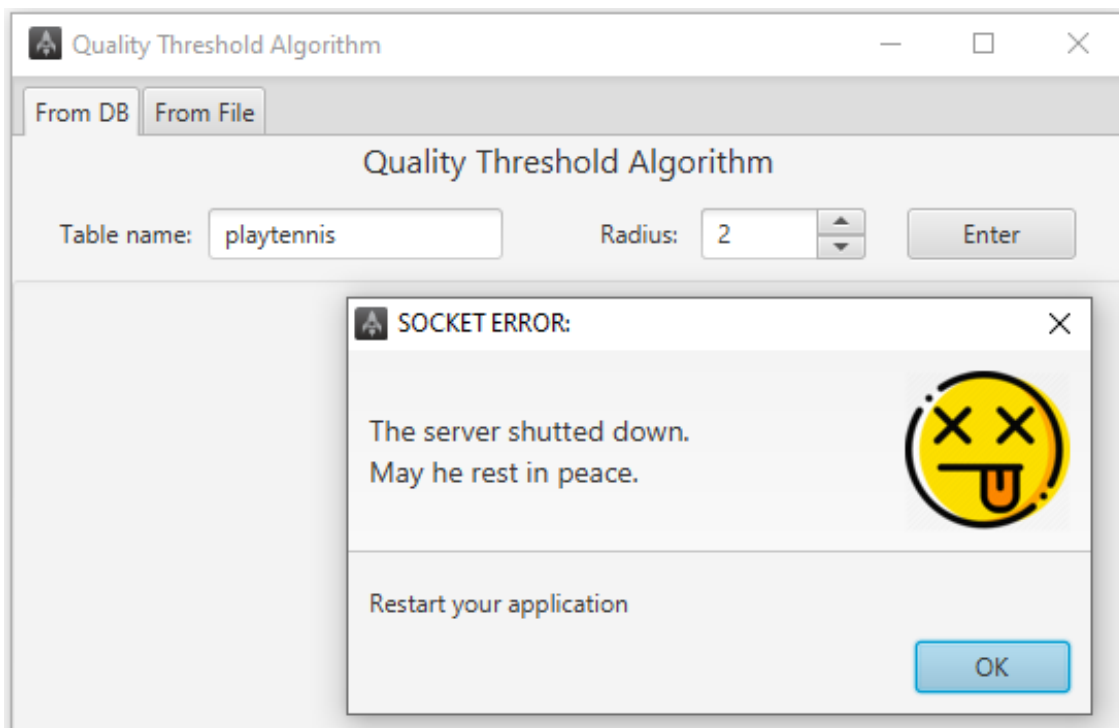 Quality Threshold Algorithm
From DB From File
Quality Threshold Algorithm
Table name: playtennis Radius: 2 Enter
SOCKET ERROR:
The server shutted down.
May he rest in peace.
Restart your application
OK